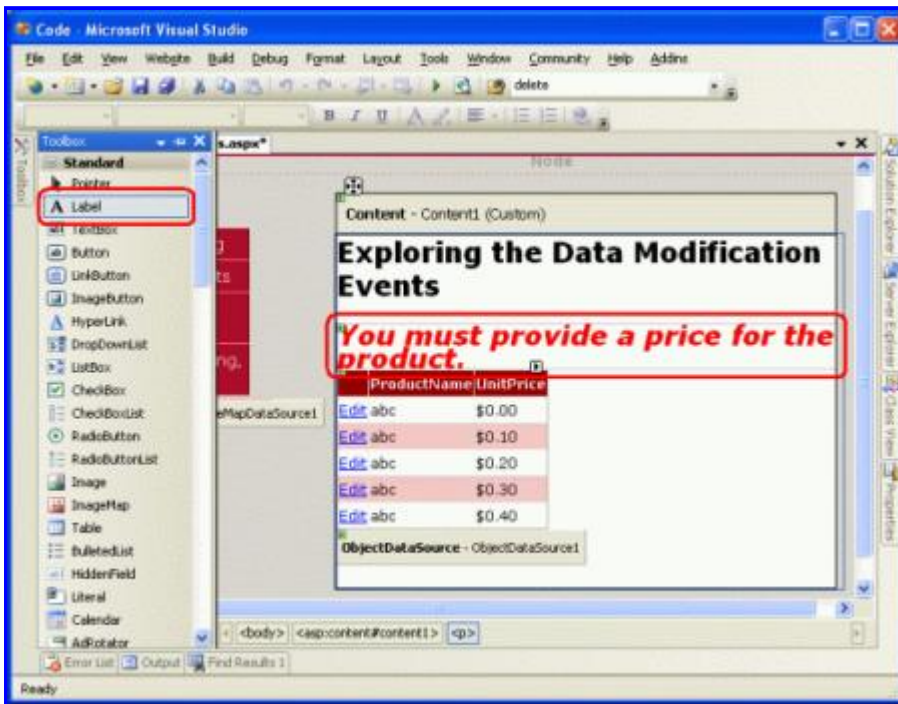 Code - Microsoft Visual Studio
File Edit View Website Build Debug Format Layout Tools Window Community Help Addins
delete
B I U A
Toolbox
s.aspx*
Toolbox
Standard
Pointer
Label
TextBox
Button
LinkButton
ImageButton
HyperLink
DropDownList
ListBox
CheckBox
CheckBoxList
RadioButton
RadioButtonList
Image
ImageMap
Table
BulletedList
HiddenField
Literal
Calendar
AdRotator
Node
Content - Content1 (Custom)
Exploring the Data Modification
Events
You must provide a price for the
product.
ProductName UnitPrice
Edit abc $0.00
Edit abc $0.10
Edit abc $0.20
Edit abc $0.30
Edit abc $0.40
ObjectDataSource - ObjectDataSource1
eMapDataSource1
<body> <asp:content#content1> <p>
Solution Explorer
Server Explorer
Class View
Properties
Error List Output Find Results 1
Ready